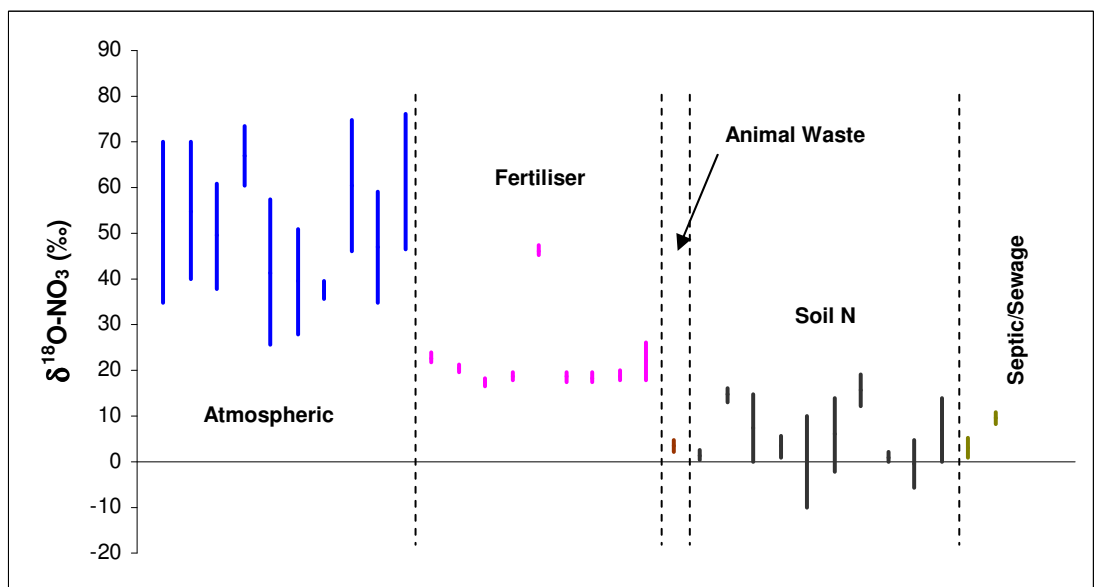 90
80
70
60
50
40
30
20
10
0
-10
-20
δ¹⁸O-NO₃ (‰)
Atmospheric
Fertiliser
Animal Waste
Soil N
Septic/Sewage